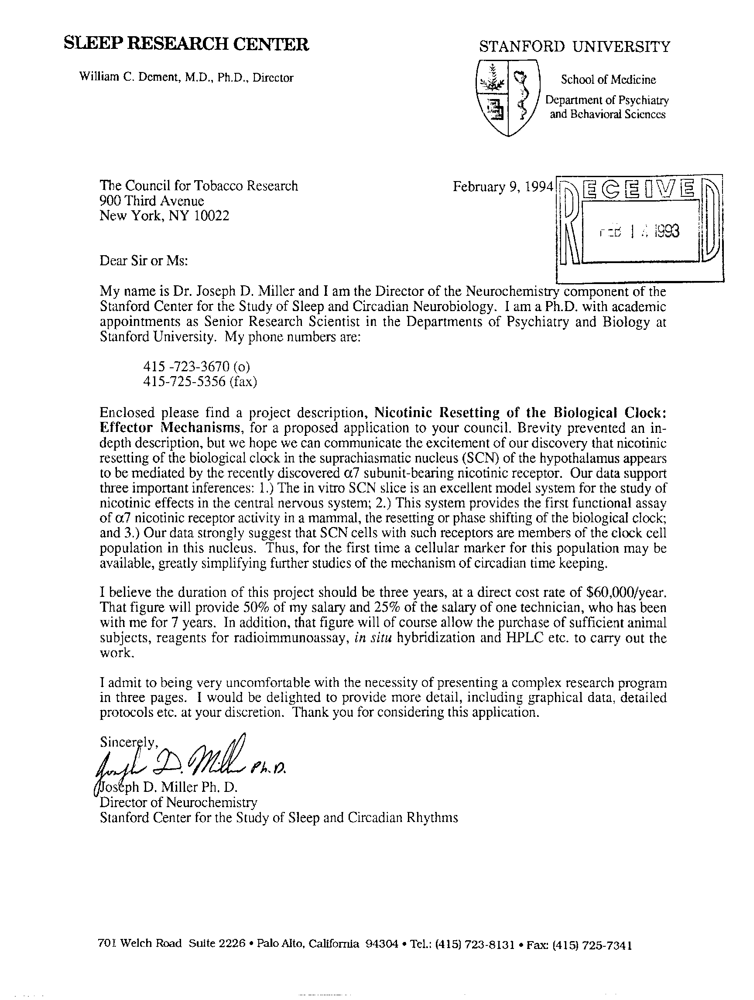 SLEEP RESEARCH CENTER
William C. Dement, M.D., Ph.D., Director
STANFORD UNIVERSITY
School of Medicine
Department of Psychiatry
and Behavioral Sciences
The Council for Tobacco Research
900 Third Avenue
New York, NY 10022
February 9, 1994
RECEIVED
FEB 14 1993
Dear Sir or Ms:
My name is Dr. Joseph D. Miller and I am the Director of the Neurochemistry component of the
Stanford Center for the Study of Sleep and Circadian Neurobiology. I am a Ph.D. with academic
appointments as Senior Research Scientist in the Departments of Psychiatry and Biology at
Stanford University. My phone numbers are:
415 -723-3670 (o)
415-725-5356 (fax)
Enclosed please find a project description, Nicotinic Resetting of the Biological Clock:
Effector Mechanisms, for a proposed application to your council. Brevity prevented an in-
depth description, but we hope we can communicate the excitement of our discovery that nicotinic
resetting of the biological clock in the suprachiasmatic nucleus (SCN) of the hypothalamus appears
to be mediated by the recently discovered α7 subunit-bearing nicotinic receptor. Our data support
three important inferences: 1.) The in vitro SCN slice is an excellent model system for the study of
nicotinic effects in the central nervous system; 2.) This system provides the first functional assay
of α7 nicotinic receptor activity in a mammal, the resetting or phase shifting of the biological clock;
and 3.) Our data strongly suggest that SCN cells with such receptors are members of the clock cell
population in this nucleus. Thus, for the first time a cellular marker for this population may be
available, greatly simplifying further studies of the mechanism of circadian time keeping.
I believe the duration of this project should be three years, at a direct cost rate of $60,000/year.
That figure will provide 50% of my salary and 25% of the salary of one technician, who has been
with me for 7 years. In addition, that figure will of course allow the purchase of sufficient animal
subjects, reagents for radioimmunoassay, in situ hybridization and HPLC etc. to carry out the
work.
I admit to being very uncomfortable with the necessity of presenting a complex research program
in three pages. I would be delighted to provide more detail, including graphical data, detailed
protocols etc. at your discretion. Thank you for considering this application.
Sincerely,
Joseph D. Mill Ph.D.
Joseph D. Miller Ph. D.
Director of Neurochemistry
Stanford Center for the Study of Sleep and Circadian Rhythms
701 Welch Road Suite 2226 • Palo Alto, California 94304 • Tel.: (415) 723-8131 • Fax: (415) 725-7341